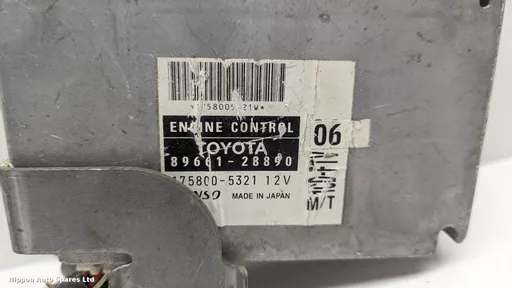 ENGINE CONTROL
06
TOYOTA
89661-28890
175800-5321 12V
MADE IN JAPAN
M/T
Nippon Auto Spares Ltd